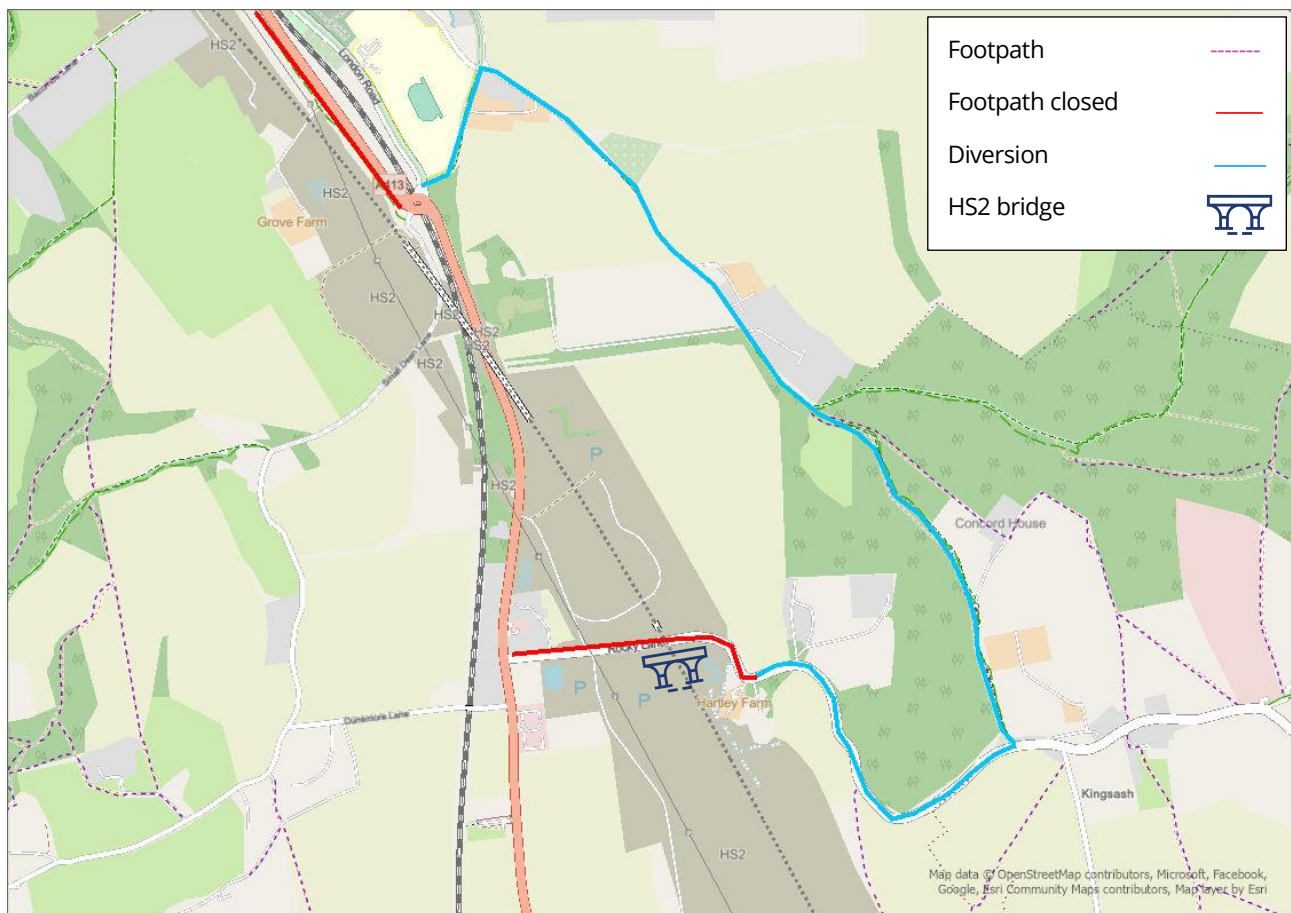 Footpath
Footpath closed
Diversion
HS2 bridge
HS2
London Road
HS2
A413
Grove Farm
HS2
HS2
HS2
HS2
Small Dean Lane
HS2
P
HS2
Concord House
Rocky Lane
P
P
Hartley Farm
Dunsmore Lane
Kingsash
HS2
Map data © OpenStreetMap contributors, Microsoft, Facebook,
Google, Esri Community Maps contributors, Map layer by Esri